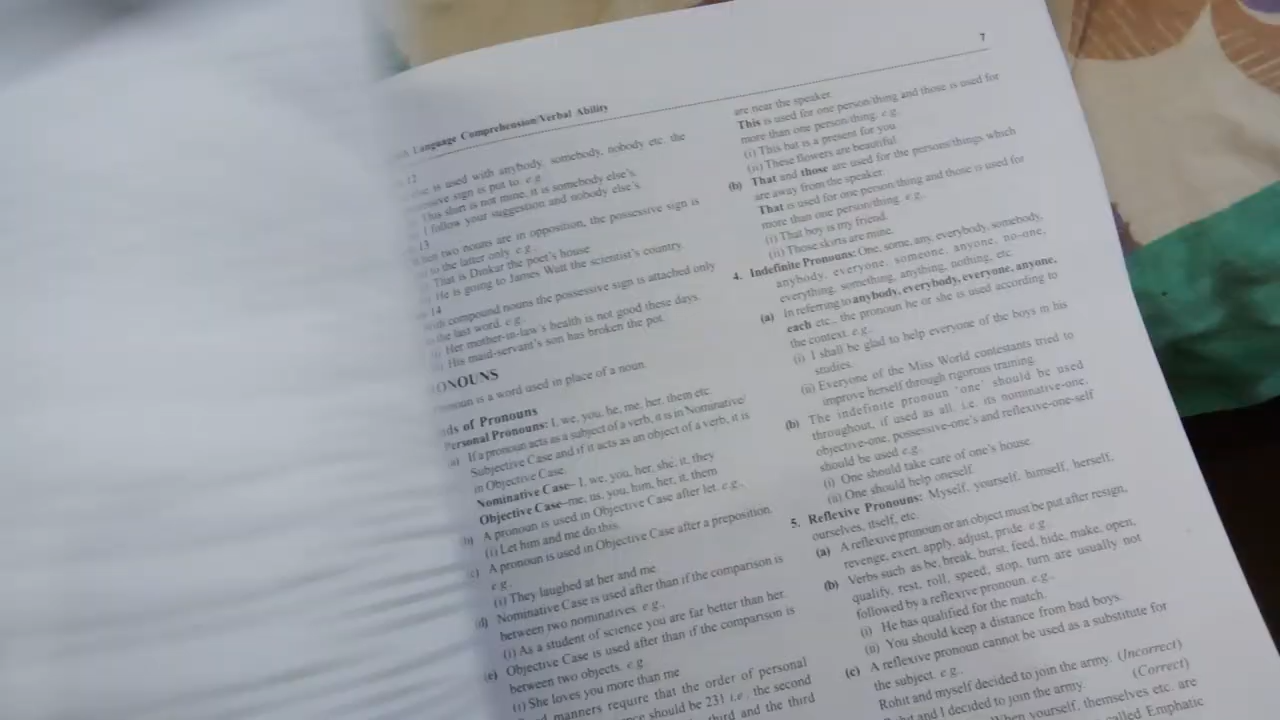 7
Language Comprehension/Verbal Ability
12
is used with anybody, somebody, nobody etc. the
sign is put to e.g.
This shirt is not mine, it is somebody else's.
I follow your suggestion and nobody else's.
13
two nouns are in opposition, the possessive sign is
to the latter only e.g.,
That is Dinkar the poet's house
He is going to James Watt the scientist's country.
14
compound nouns the possessive sign is attached only
the last word. e.g.,
Her mother-in-law's health is not good these days.
His maid-servant's son has broken the pot.
ONOUNS
is a word used in place of a noun.
ds of Pronouns
Personal Pronouns: I, we, you, he, me, her, them etc.
(a) If a pronoun acts as a subject of a verb, it is in Nominative/
Subjective Case and if it acts as an object of a verb, it is
in Objective Case.
Nominative Case– I, we, you, her, she, it, they
Objective Case–me, us, you, him, her, it, them
(b) A pronoun is used in Objective Case after let. e.g.,
(i) Let him and me do this.
(c) A pronoun is used in Objective Case after a preposition.
e.g.,
(i) They laughed at her and me.
(d) Nominative Case is used after than if the comparison is
between two nominatives. e.g.,
(i) As a student of science you are far better than her.
(e) Objective Case is used after than if the comparison is
between two objects. e.g.
(i) She loves you more than me
manners require that the order of personal
should be 231 i.e., the second
third and the third
are near the speaker.
This is used for one person/thing and those is used for
more than one person/thing. e.g.
(i) This bat is a present for you.
(ii) These flowers are beautiful.
(b) That and those are used for the persons/things which
are away from the speaker.
That is used for one person/thing and those is used for
more than one person/thing. e.g.,
(i) That boy is my friend.
(ii) Those skirts are mine.
4. Indefinite Pronouns: One, some, any, everybody, somebody,
anybody, everyone, someone, anyone, no-one,
everything, something, anything, nothing, etc.
(a) In referring to anybody, everybody, everyone, anyone,
each etc., the pronoun he or she is used according to
the context. e.g.,
(i) I shall be glad to help everyone of the boys in his
studies.
(ii) Everyone of the Miss World contestants tried to
improve herself through rigorous training.
(b) The indefinite pronoun 'one' should be used
throughout, if used as all, i.e. its nominative-one,
objective-one, possessive-one's and reflexive-one-self
should be used e.g.
(i) One should take care of one's house.
(ii) One should help oneself.
5. Reflexive Pronouns: Myself, yourself, himself, herself,
ourselves, itself, etc.
(a) A reflexive pronoun or an object must be put after resign,
revenge, exert, apply, adjust, pride. e.g.
(b) Verbs such as be, break, burst, feed, hide, make, open,
qualify, rest, roll, speed, stop, turn are usually not
followed by a reflexive pronoun. e.g.,
(i) He has qualified for the match.
(ii) You should keep a distance from bad boys.
(c) A reflexive pronoun cannot be used as a substitute for
the subject. e.g.,
Rohit and myself decided to join the army. (Incorrect)
and I decided to join the army. (Correct)
yourself, themselves etc. are
called Emphatic